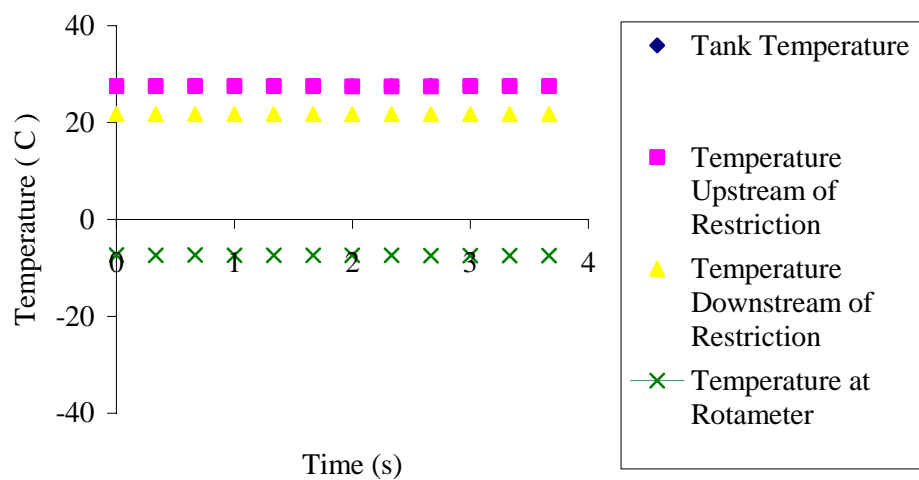 40
20
0
-20
-40
0 1 2 3 4
Temperature ( C )
Time (s)
Tank Temperature
Temperature
Upstream of
Restriction
Temperature
Downstream of
Restriction
Temperature at
Rotameter